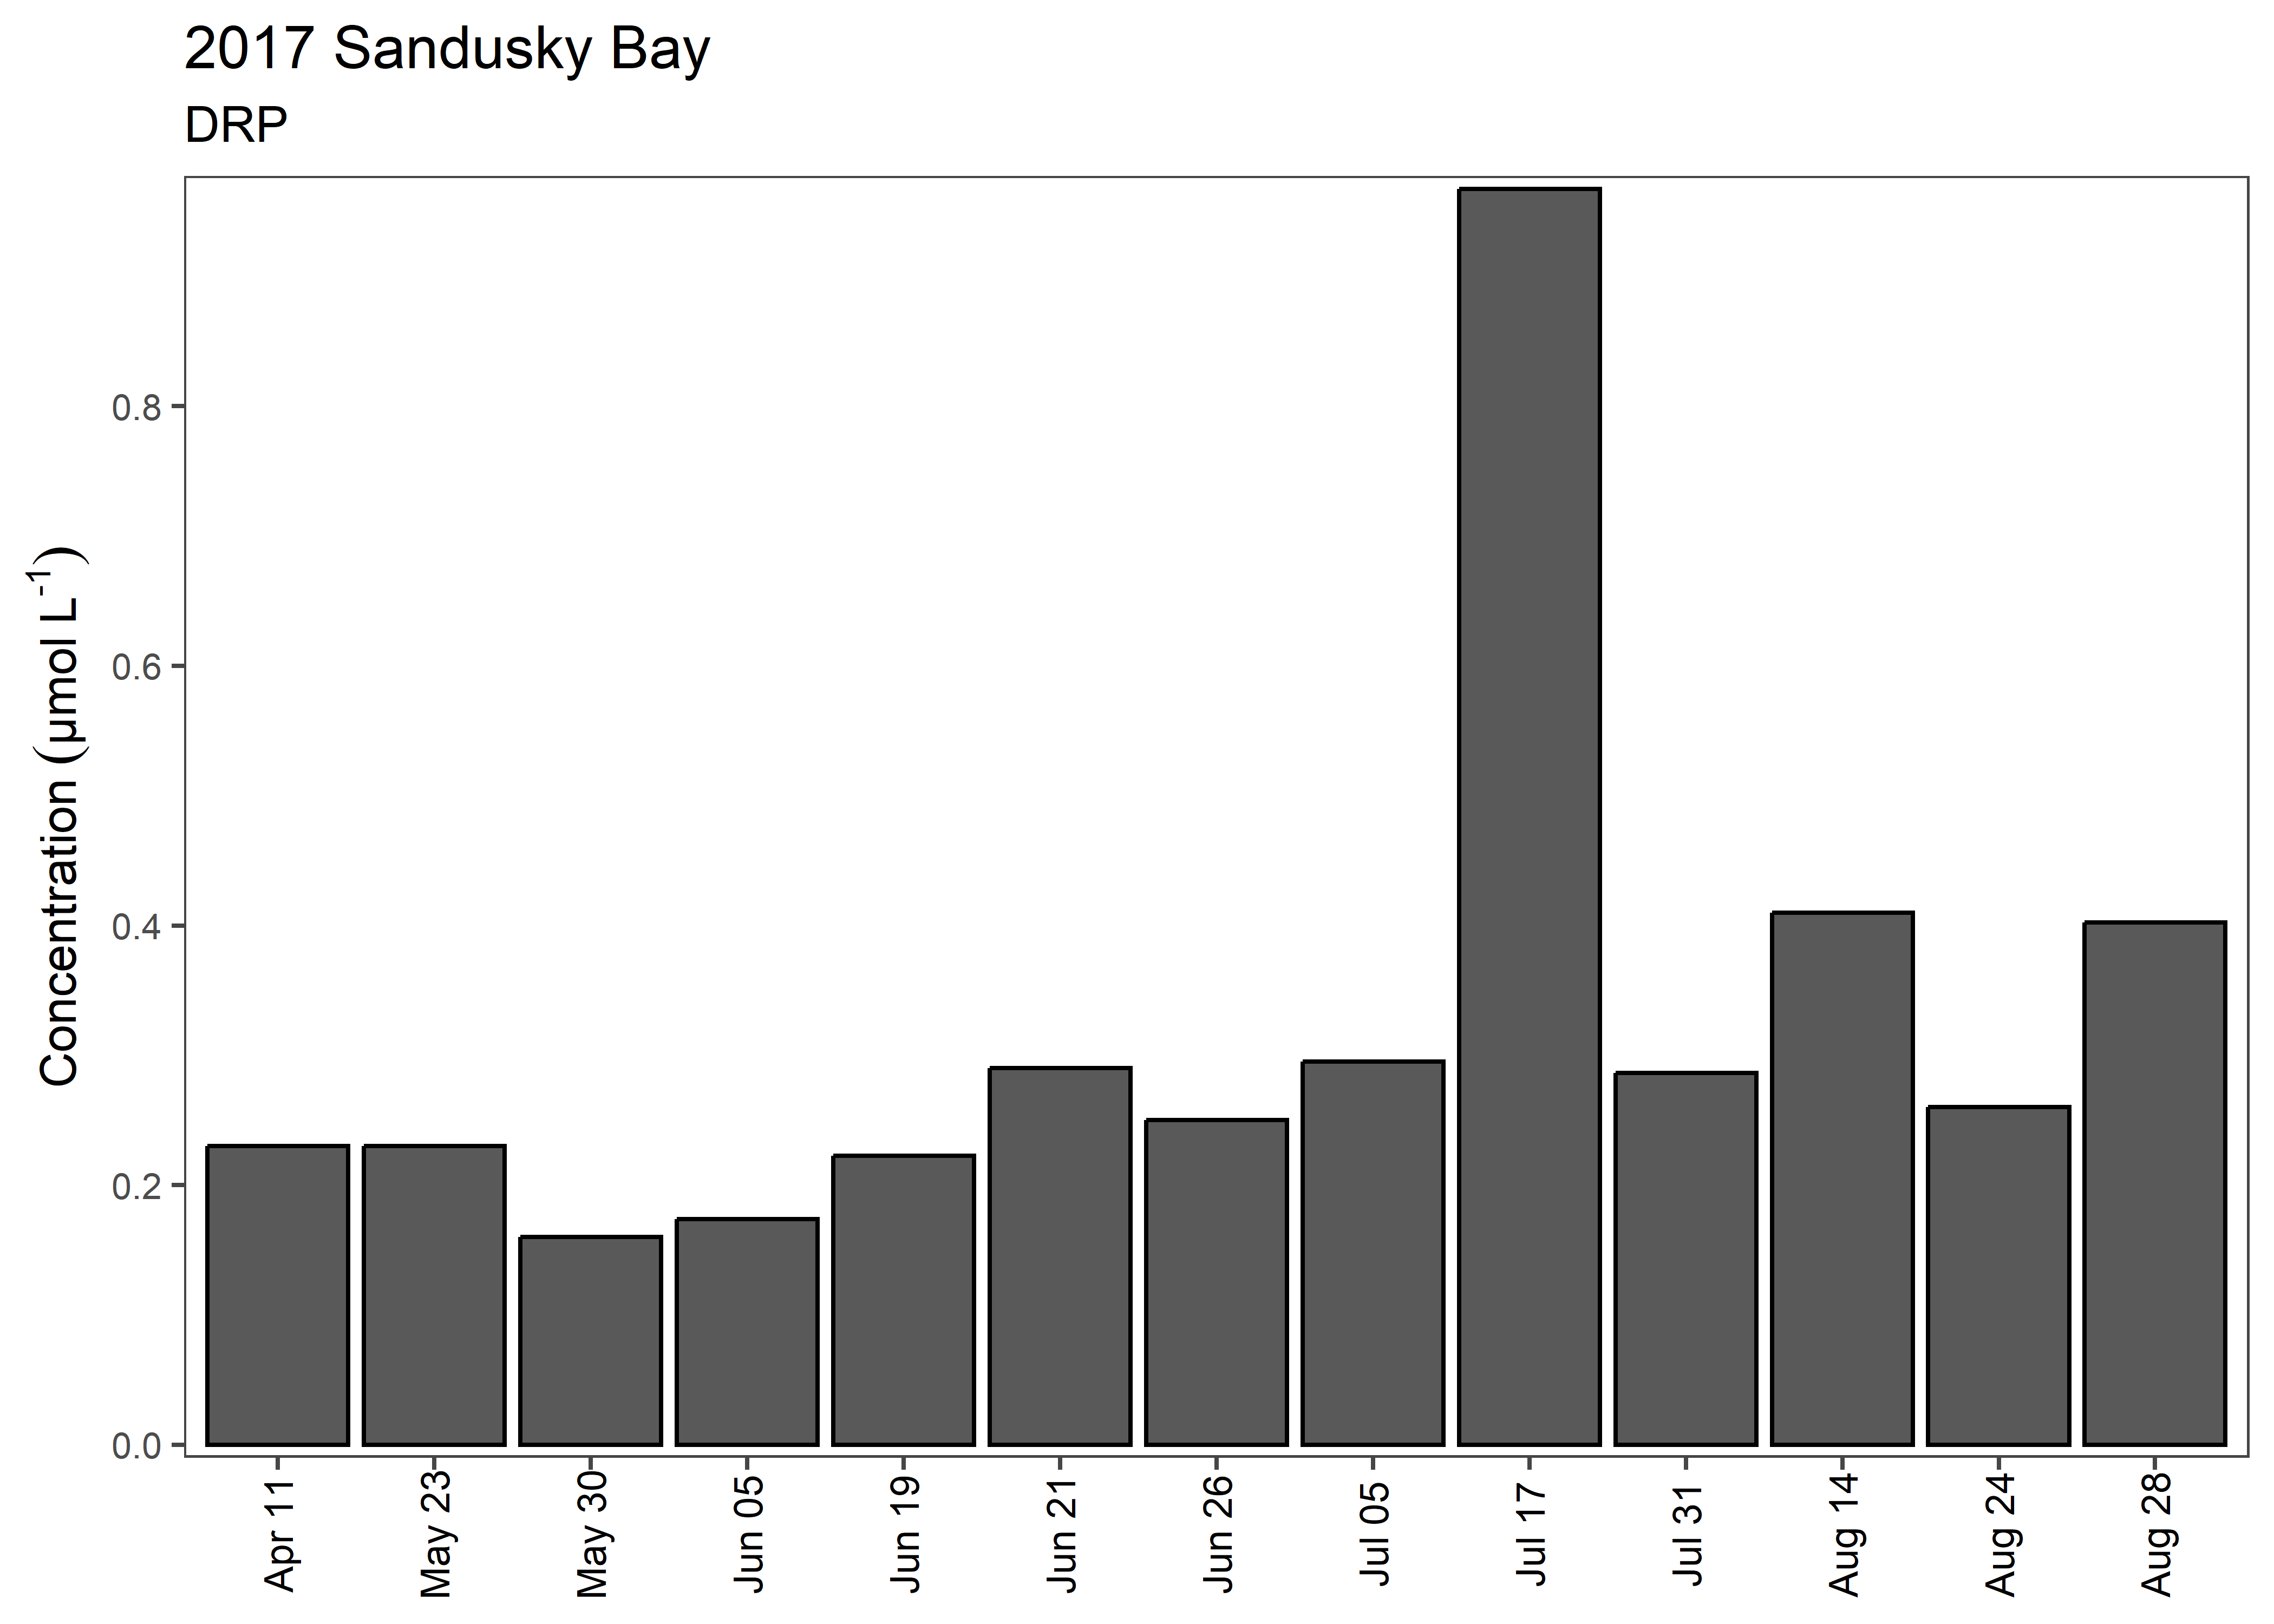 2017 Sandusky Bay
DRP
Concentration (µmol L⁻¹)
0.8
0.6
0.4
0.2
0.0
Apr 11
May 23
May 30
Jun 05
Jun 19
Jun 21
Jun 26
Jul 05
Jul 17
Jul 31
Aug 14
Aug 24
Aug 28